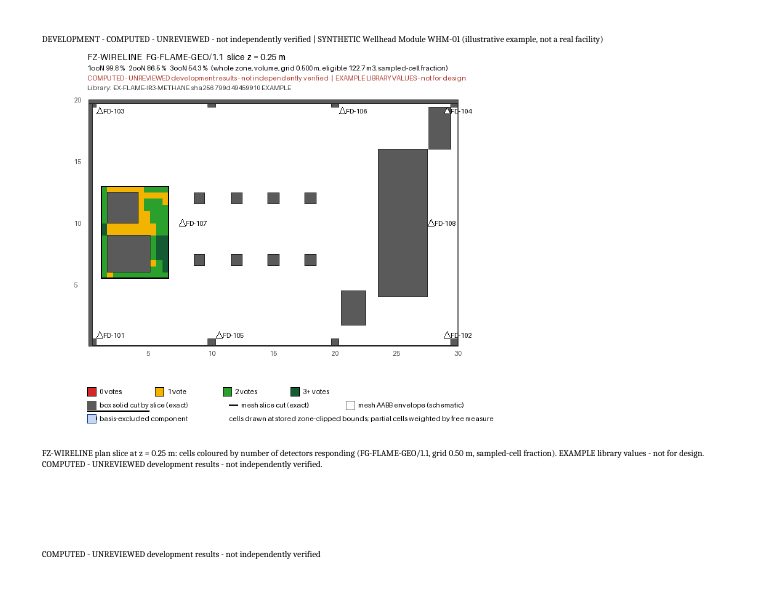 DEVELOPMENT - COMPUTED - UNREVIEWED - not independently verified | SYNTHETIC Wellhead Module WHM-01 (illustrative example, not a real facility)
FZ-WIRELINE FG-FLAME-GEO/1.1 slice z = 0.25 m
1ooN 99.8 % 2ooN 86.5 % 3ooN 54.3 % (whole zone, volume, grid 0.500 m, eligible 122.7 m3, sampled-cell fraction)
COMPUTED - UNREVIEWED development results - not independently verified | EXAMPLE LIBRARY VALUES - not for design
Library: EX-FLAME-IR3-METHANE sha256 799d49459910 EXAMPLE
20
FD-103 FD-106 FD-104
15
10
FD-107 FD-108
5
FD-101 FD-105 FD-102
5 10 15 20 25 30
0 votes 1 vote 2 votes 3+ votes
box solid cut by slice (exact) mesh slice cut (exact) mesh AABB envelope (schematic)
basis-excluded component cells drawn at stored zone-clipped bounds; partial cells weighted by free measure
FZ-WIRELINE plan slice at z = 0.25 m: cells coloured by number of detectors responding (FG-FLAME-GEO/1.1, grid 0.50 m, sampled-cell fraction). EXAMPLE library values - not for design.
COMPUTED - UNREVIEWED development results - not independently verified.
COMPUTED - UNREVIEWED development results - not independently verified